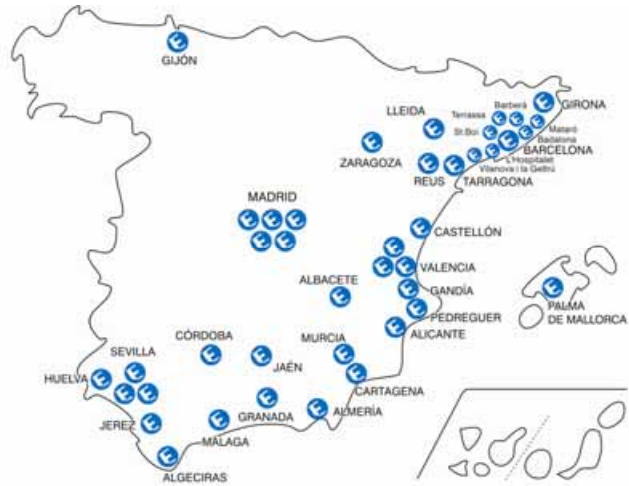 GIJÓN
GIRONA
Barberà
Terrassa
LLEIDA
Mataró
St.Boi
Badalona
BARCELONA
ZARAGOZA
L'Hospitalet
Vilanova i la Geltrú
REUS
TARRAGONA
MADRID
CASTELLÓN
VALENCIA
ALBACETE
GANDÍA
PALMA
DE MALLORCA
PEDREGUER
ALICANTE
CÓRDOBA
MURCIA
SEVILLA
JAÉN
HUELVA
CARTAGENA
GRANADA
ALMERÍA
JEREZ
MÁLAGA
ALGECIRAS